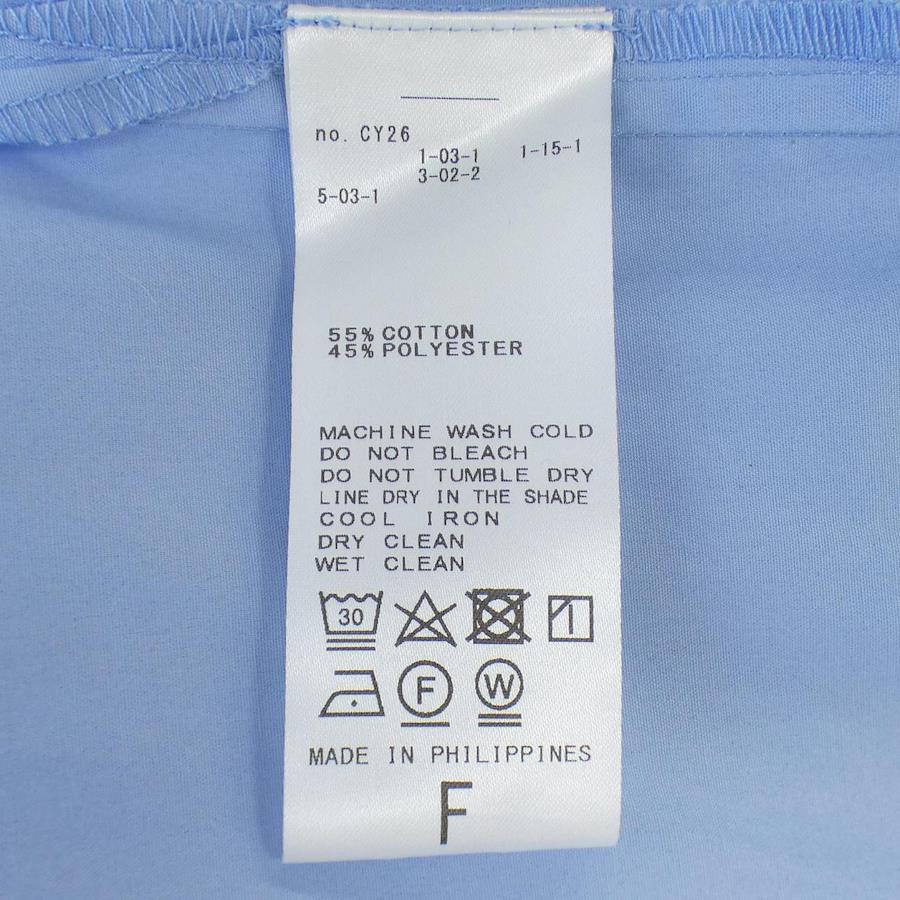 no. CY26
1-03-1 1-15-1
3-02-2
5-03-1
55% COTTON
45% POLYESTER
MACHINE WASH COLD
DO NOT BLEACH
DO NOT TUMBLE DRY
LINE DRY IN THE SHADE
COOL IRON
DRY CLEAN
WET CLEAN
30
F W
MADE IN PHILIPPINES
F